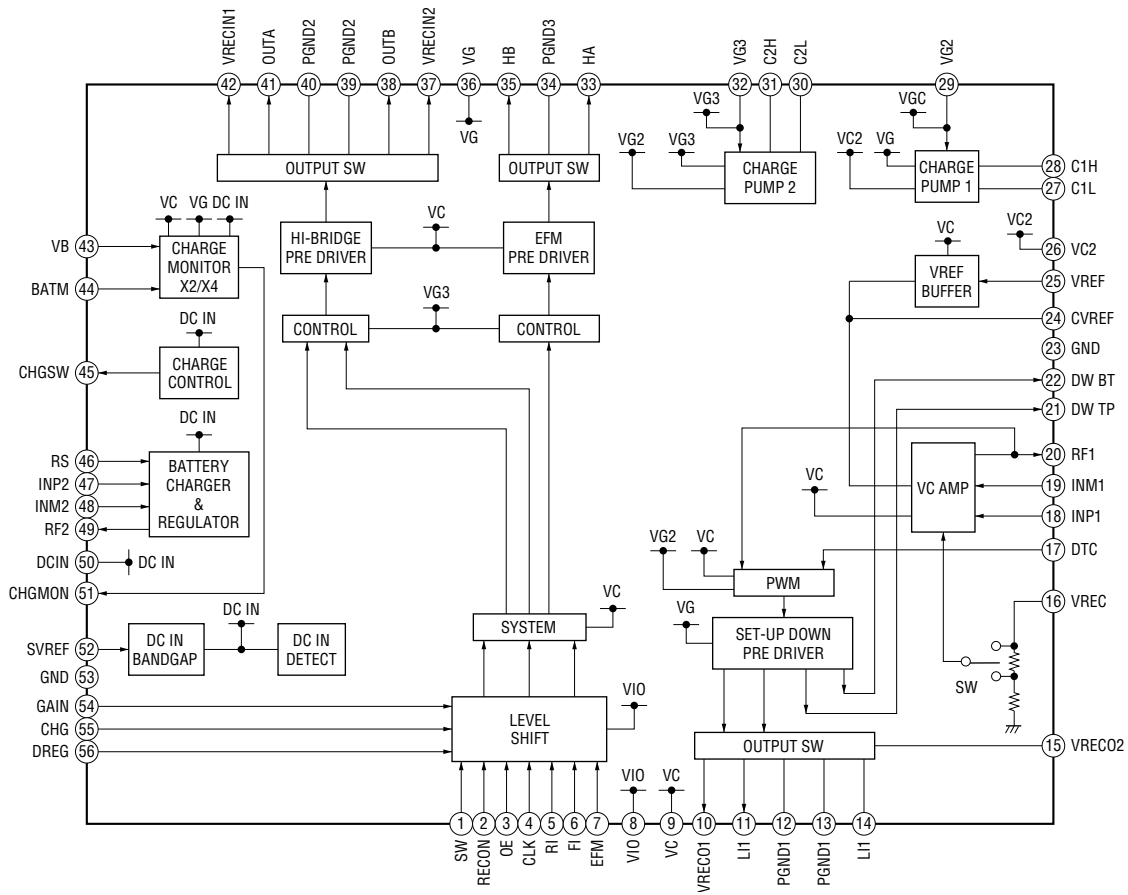 VRECIN1
OUTA
PGND2
PGND2
OUTB
VRECIN2
VG
HB
PGND3
HA
VG3
C2H
C2L
VG2
42
41
40
39
38
37
36
35
34
33
32
31
30
29
VG
VG3
VGC
VG2
VG3
VC2
VG
OUTPUT SW
OUTPUT SW
CHARGE
PUMP 2
CHARGE
PUMP 1
28 C1H
27 C1L
VC VG DC IN
VB 43
CHARGE
MONITOR
X2/X4
BATM 44
HI-BRIDGE
PRE DRIVER
VC
EFM
PRE DRIVER
VC
VC2
26 VC2
VREF
BUFFER
25 VREF
VG3
CONTROL
CONTROL
24 CVREF
23 GND
DC IN
CHGSW 45
CHARGE
CONTROL
22 DW BT
21 DW TP
DC IN
RS 46
INP2 47
INM2 48
RF2 49
BATTERY
CHARGER
&
REGULATOR
20 RF1
VC AMP
19 INM1
18 INP1
VC
DCIN 50
DC IN
17 DTC
VG2
VC
PWM
CHGMON 51
16 VREC
VC
SYSTEM
VG
SET-UP DOWN
PRE DRIVER
SW
DC IN
SVREF 52
DC IN
BANDGAP
DC IN
DETECT
GND 53
GAIN 54
CHG 55
DREG 56
LEVEL
SHIFT
VIO
OUTPUT SW
15 VRECO2
VIO
VC
1
2
3
4
5
6
7
8
9
10
11
12
13
14
SW
RECON
OE
CLK
RI
FI
EFM
VIO
VC
VRECO1
LI1
PGND1
PGND1
LI1